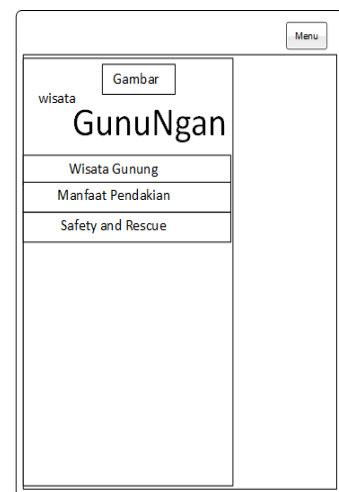 Menu
Gambar
wisata
GunuNgan
Wisata Gunung
Manfaat Pendakian
Safety and Rescue